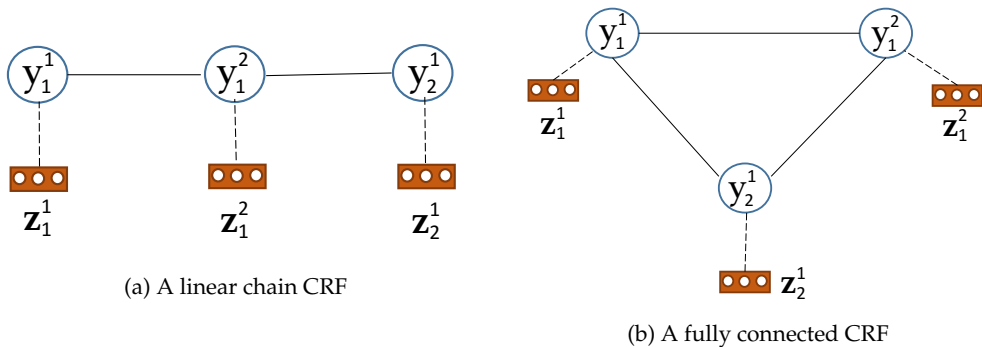 y₁¹ y₁² y₂¹
z₁¹ z₁² z₂¹
(a) A linear chain CRF
y₁¹ y₁²
z₁¹ z₁²
y₂¹
z₂¹
(b) A fully connected CRF